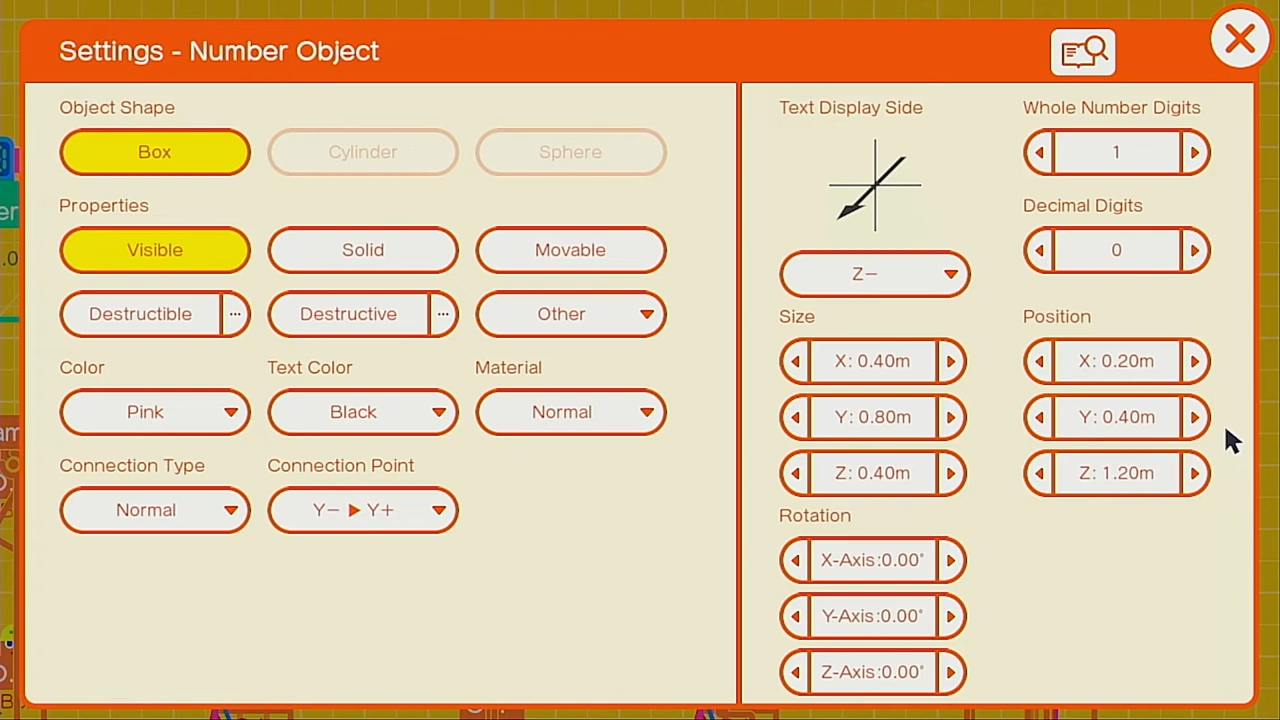 Settings - Number Object
Object Shape
Box
Cylinder
Sphere
Properties
Visible
Solid
Movable
Destructible ...
Destructive ...
Other
Color
Text Color
Material
Pink
Black
Normal
Connection Type
Connection Point
Normal
Y− ▶ Y+
Text Display Side
Z−
Whole Number Digits
1
Decimal Digits
0
Size
X: 0.40m
Y: 0.80m
Z: 0.40m
Position
X: 0.20m
Y: 0.40m
Z: 1.20m
Rotation
X-Axis:0.00°
Y-Axis:0.00°
Z-Axis:0.00°